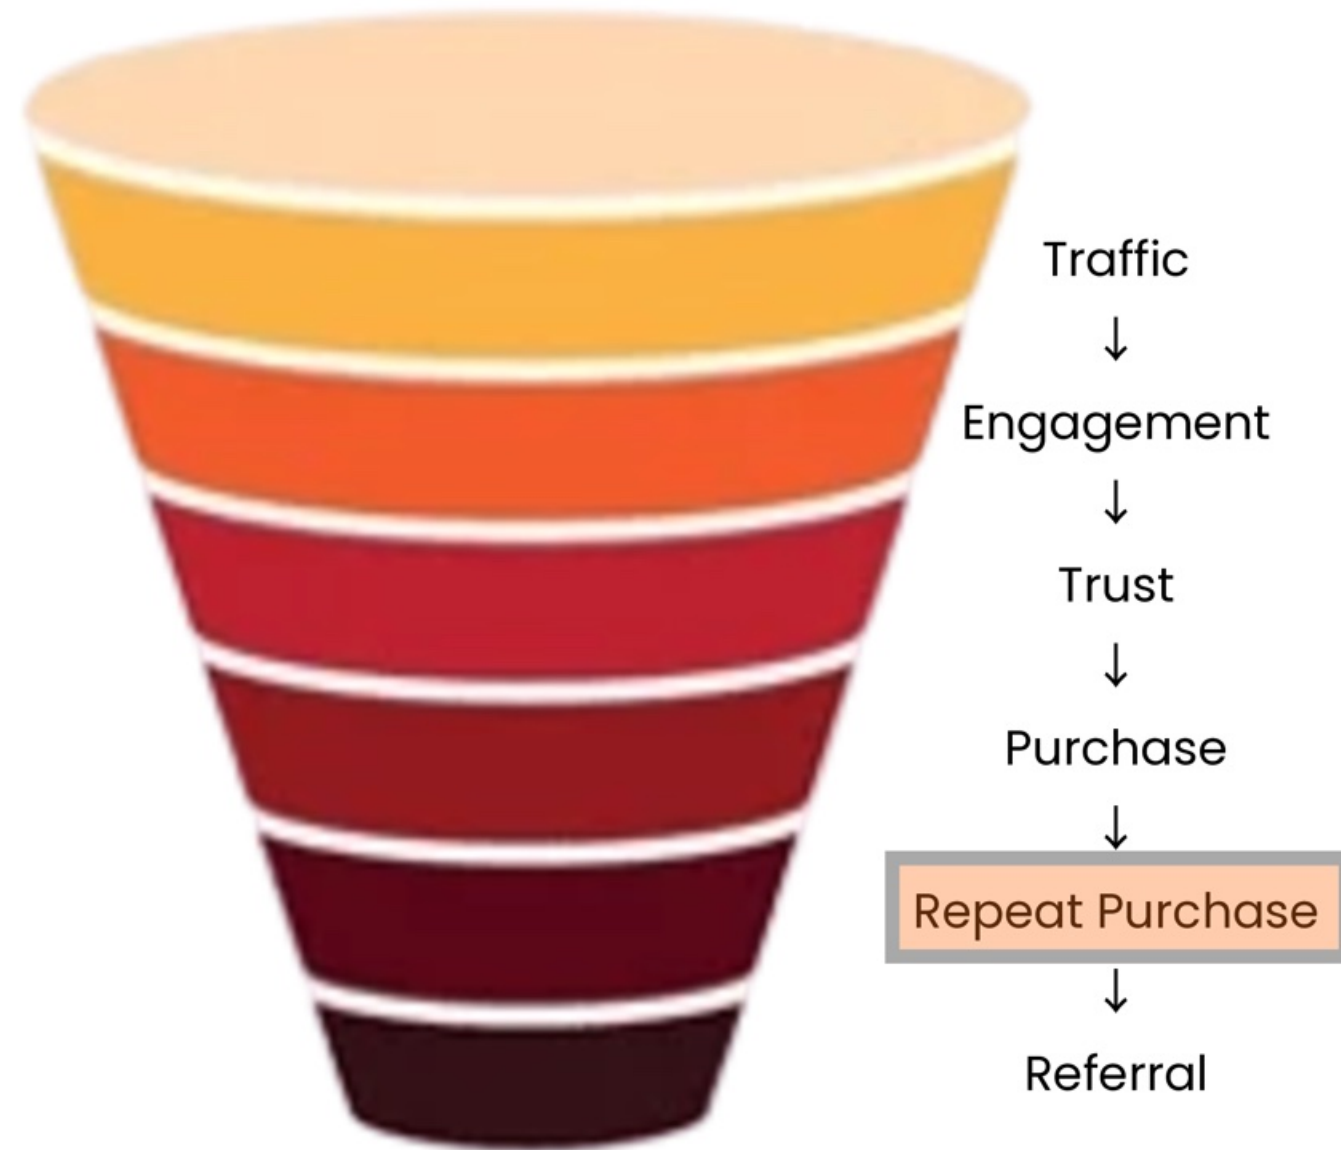 Traffic
↓
Engagement
↓
Trust
↓
Purchase
↓
Repeat Purchase
↓
Referral